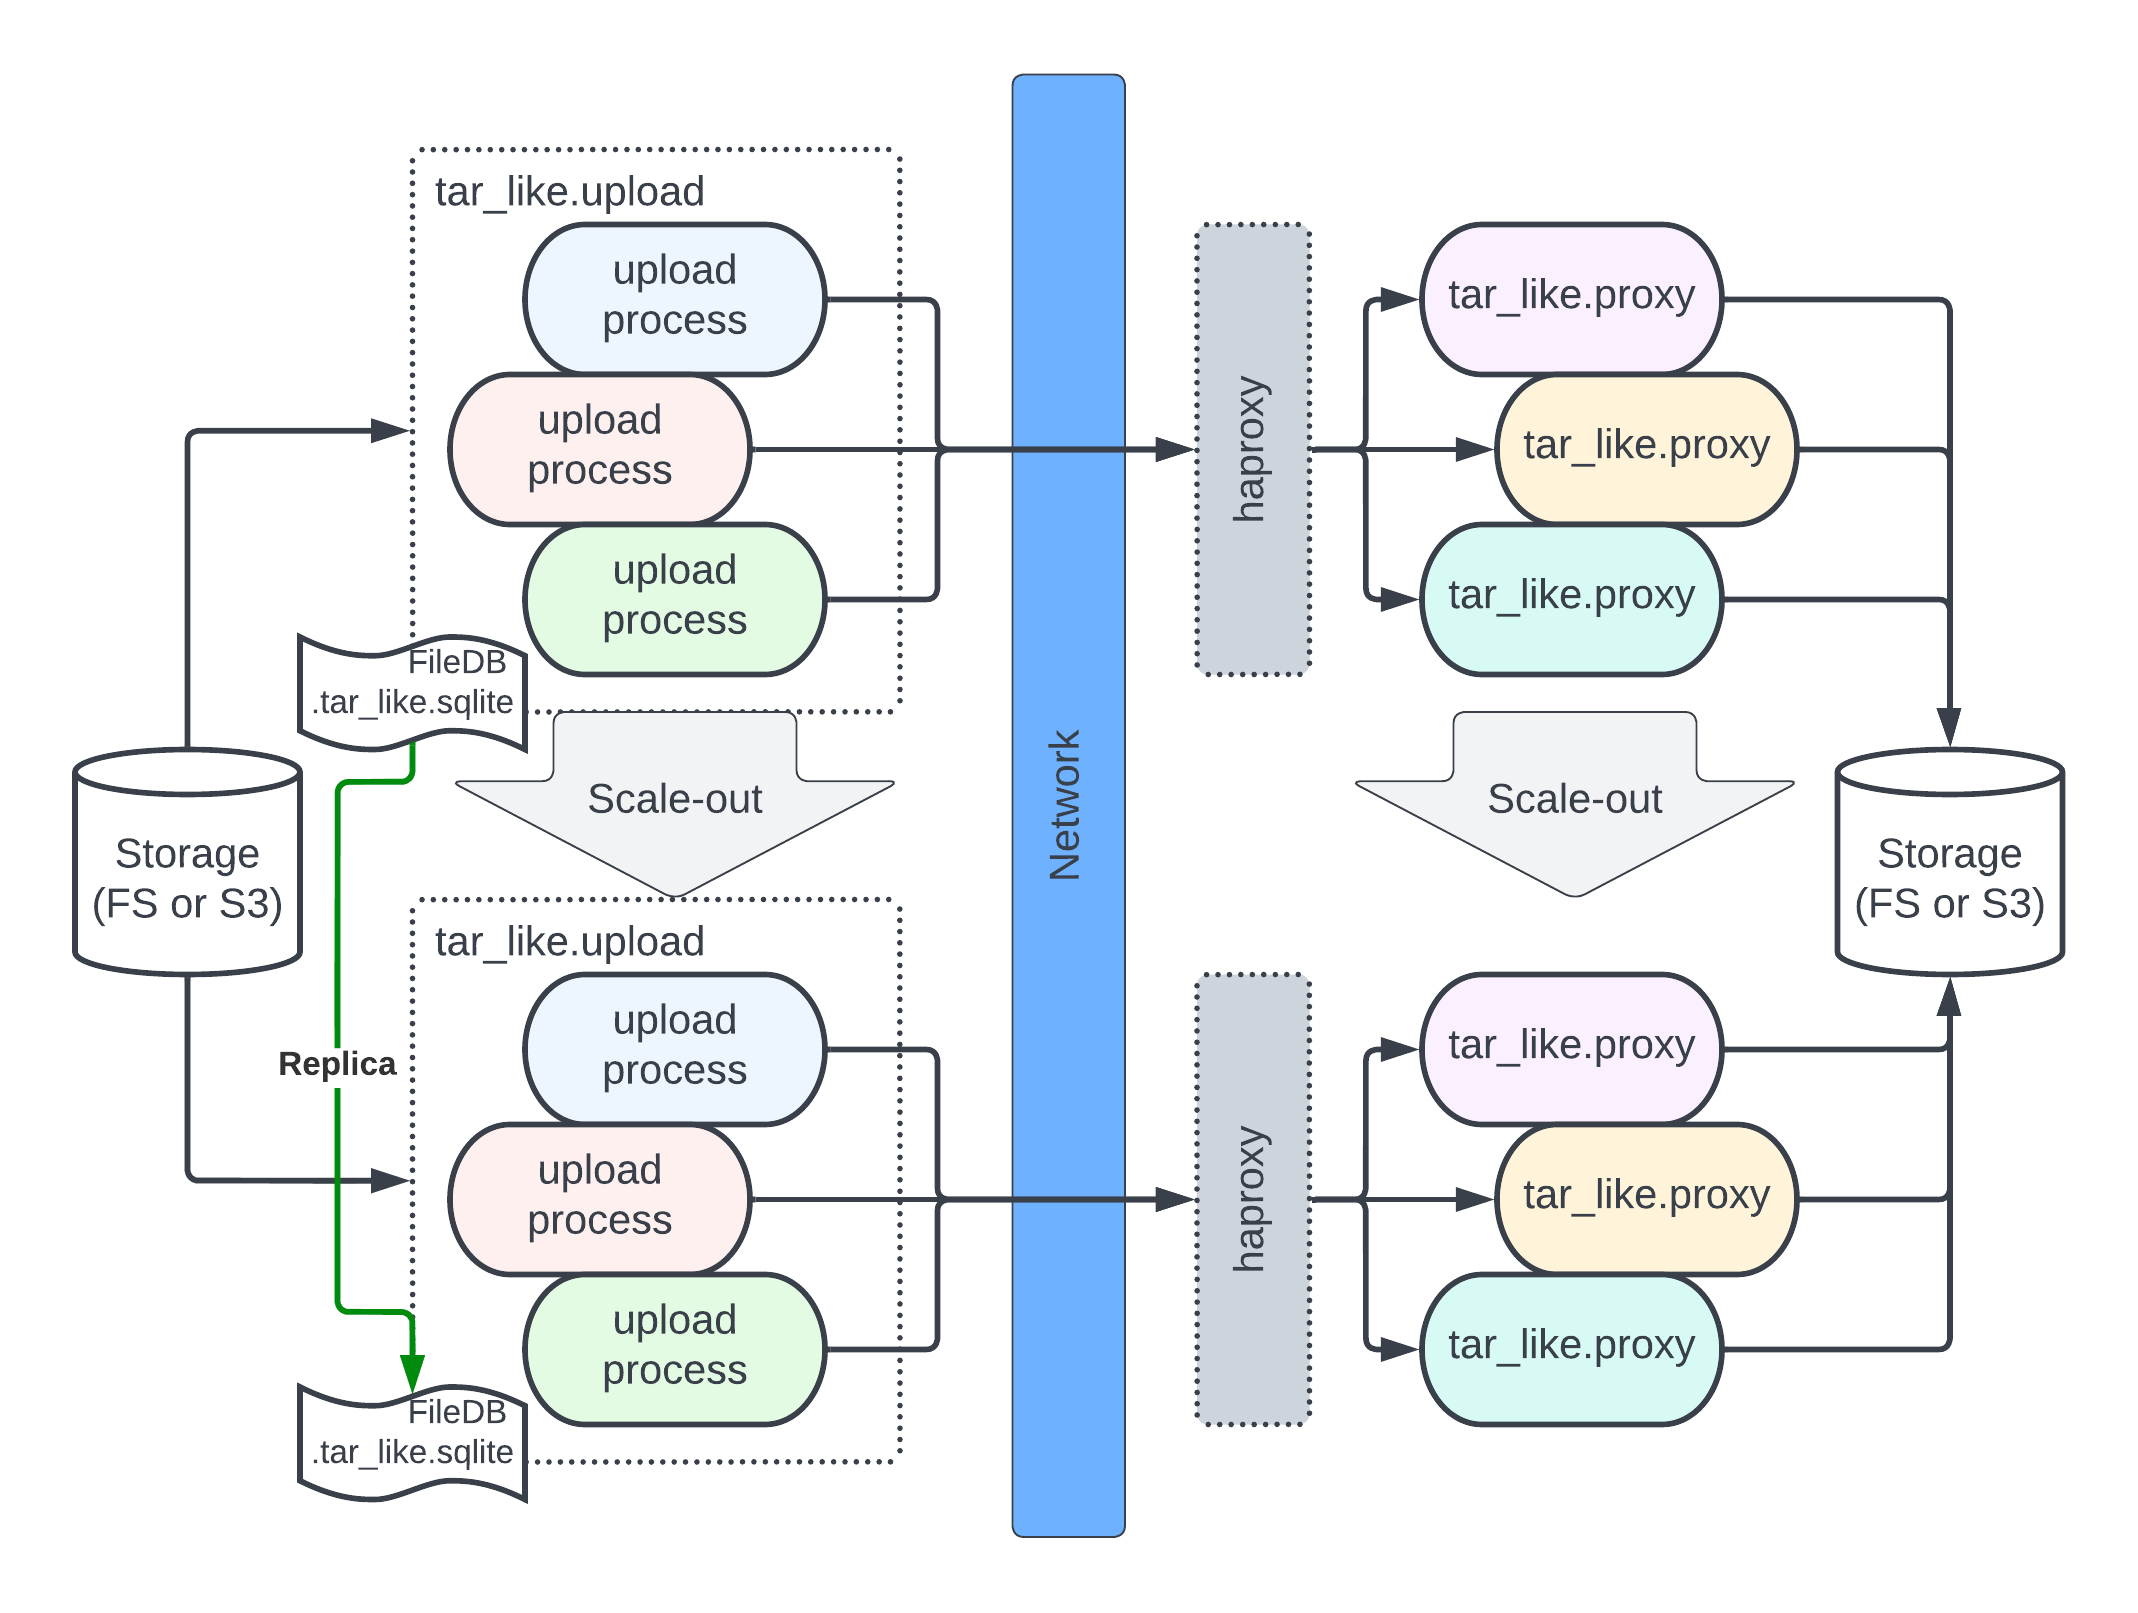 tar_like.upload
upload
process
upload
process
upload
process
FileDB
.tar_like.sqlite
Scale-out
Storage
(FS or S3)
Replica
tar_like.upload
upload
process
upload
process
upload
process
FileDB
.tar_like.sqlite
Network
haproxy
tar_like.proxy
tar_like.proxy
tar_like.proxy
Scale-out
Storage
(FS or S3)
haproxy
tar_like.proxy
tar_like.proxy
tar_like.proxy